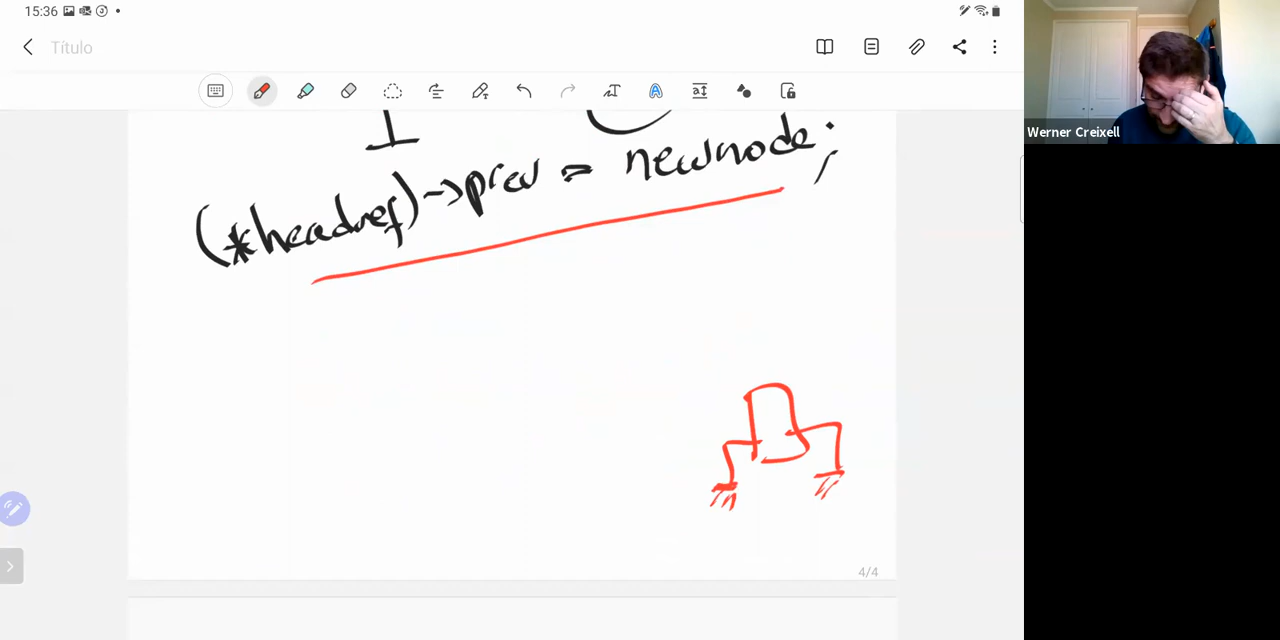 15:36
Título
(*headref)->prev = newnode;
4/4
Werner Creixell